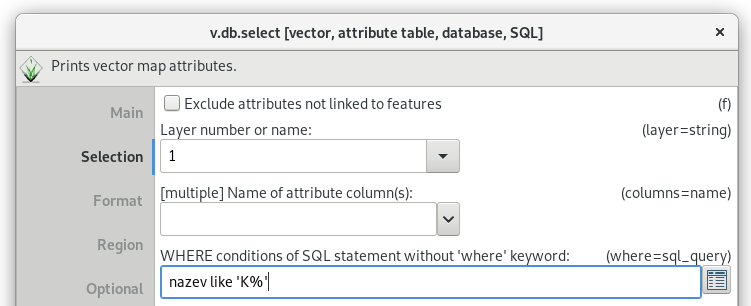 v.db.select [vector, attribute table, database, SQL]
Prints vector map attributes.
Main
Exclude attributes not linked to features (f)
Layer number or name: (layer=string)
Selection
1
Format
[multiple] Name of attribute column(s): (columns=name)
Region
WHERE conditions of SQL statement without 'where' keyword: (where=sql_query)
Optional
nazev like 'K%'